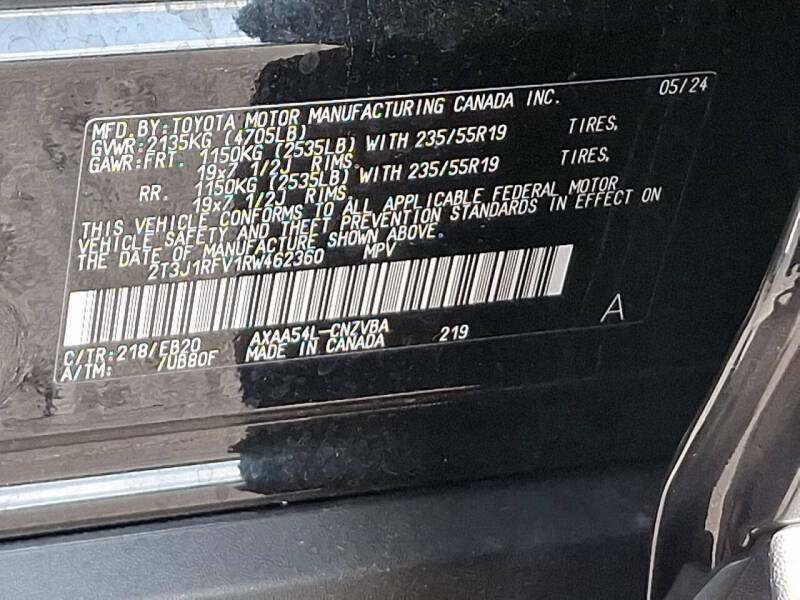 MFD. BY: TOYOTA MOTOR MANUFACTURING CANADA INC. 05/24
GVWR: 2135KG (4705LB)
GAWR: FRT. 1150KG (2535LB) WITH 235/55R19 TIRES,
19x7 1/2J RIMS
RR. 1150KG (2535LB) WITH 235/55R19 TIRES,
19x7 1/2J RIMS
THIS VEHICLE CONFORMS TO ALL APPLICABLE FEDERAL MOTOR
VEHICLE SAFETY AND THEFT PREVENTION STANDARDS IN EFFECT ON
THE DATE OF MANUFACTURE SHOWN ABOVE.
2T3J1RFV1RW462360 MPV
C/TR: 218/EB20 AXAA54L-CNZVBA 219 A
A/TM: /UB80F MADE IN CANADA